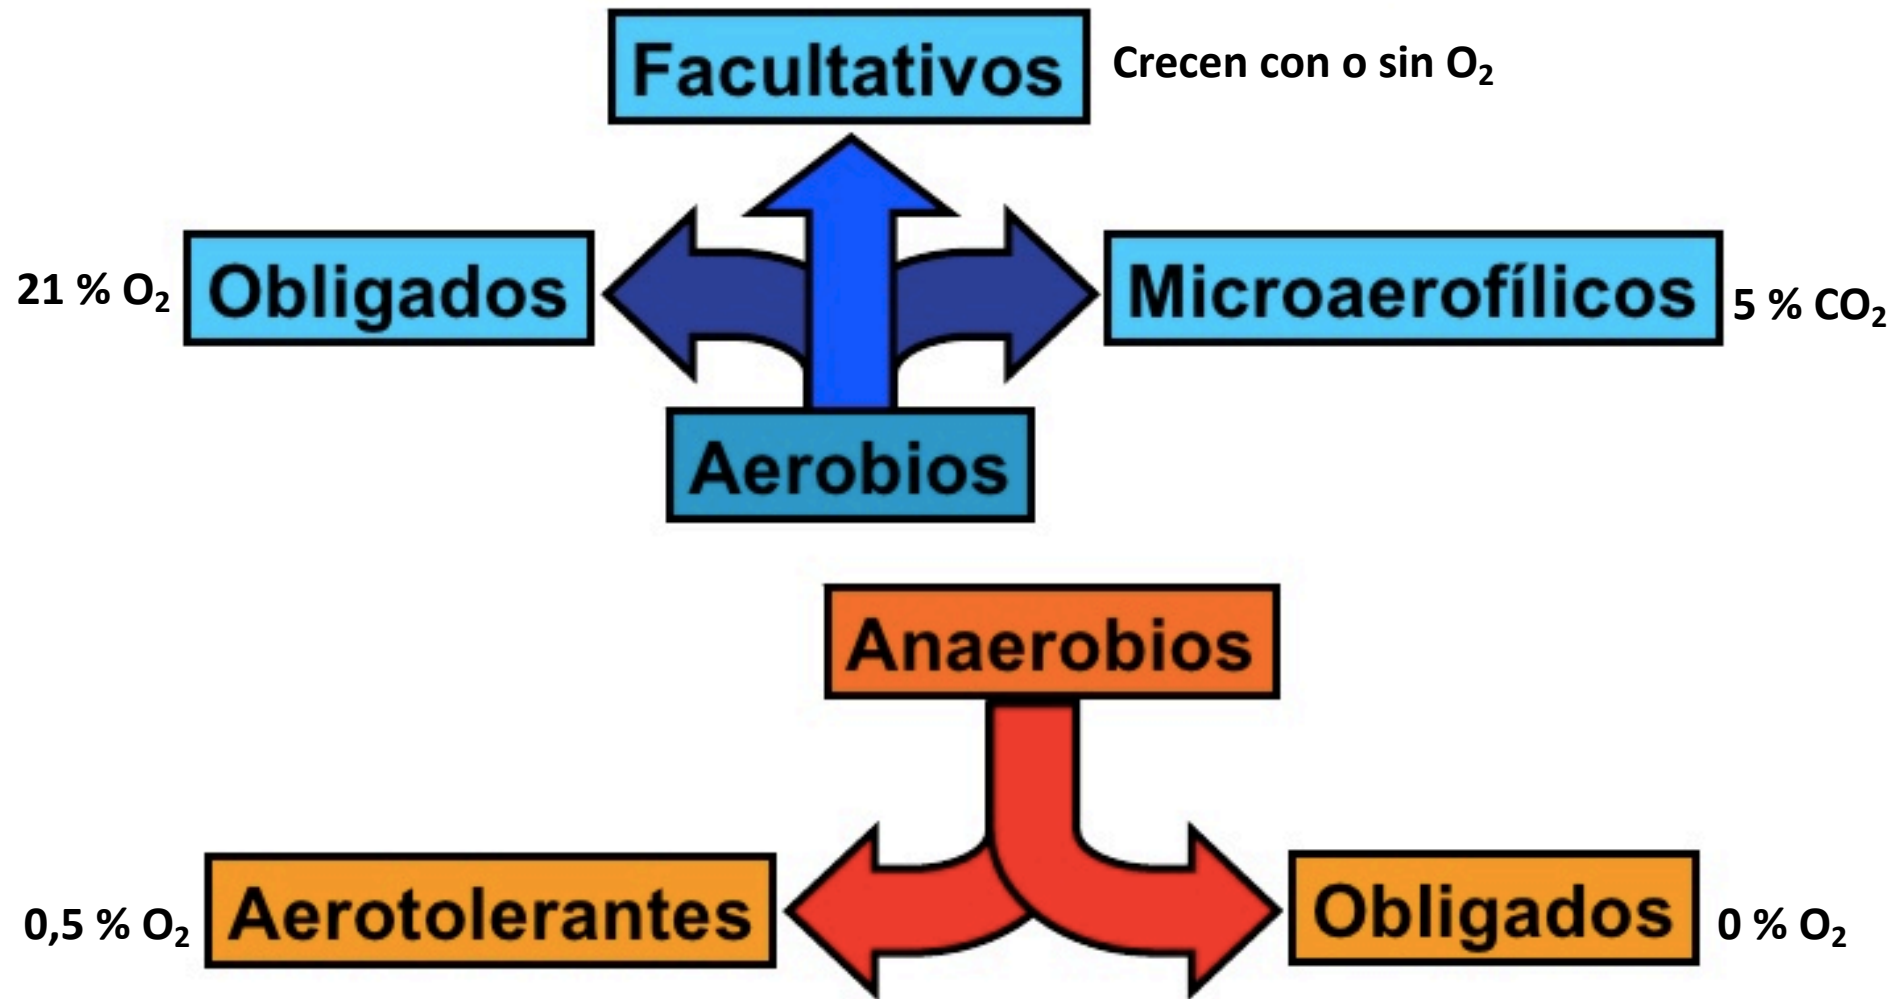 Facultativos
Crecen con o sin O₂
21 % O₂
Obligados
Microaerofílicos
5 % CO₂
Aerobios
Anaerobios
0,5 % O₂
Aerotolerantes
Obligados
0 % O₂